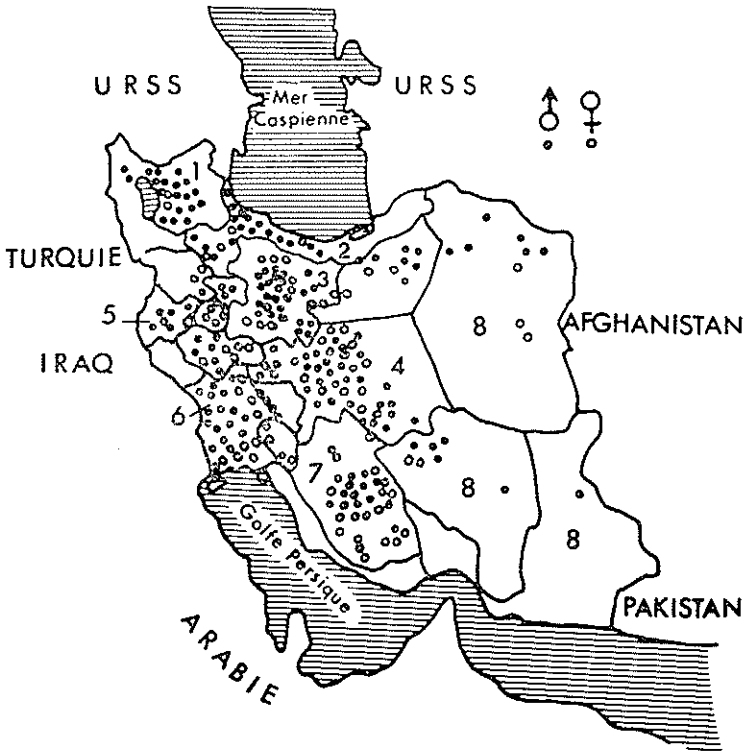 URSS
Mer
Caspienne
URSS
♂ ♀
1
TURQUIE
2
3
5
8
AFGHANISTAN
IRAQ
4
6
7
8
8
Golfe Persique
ARABIE
PAKISTAN